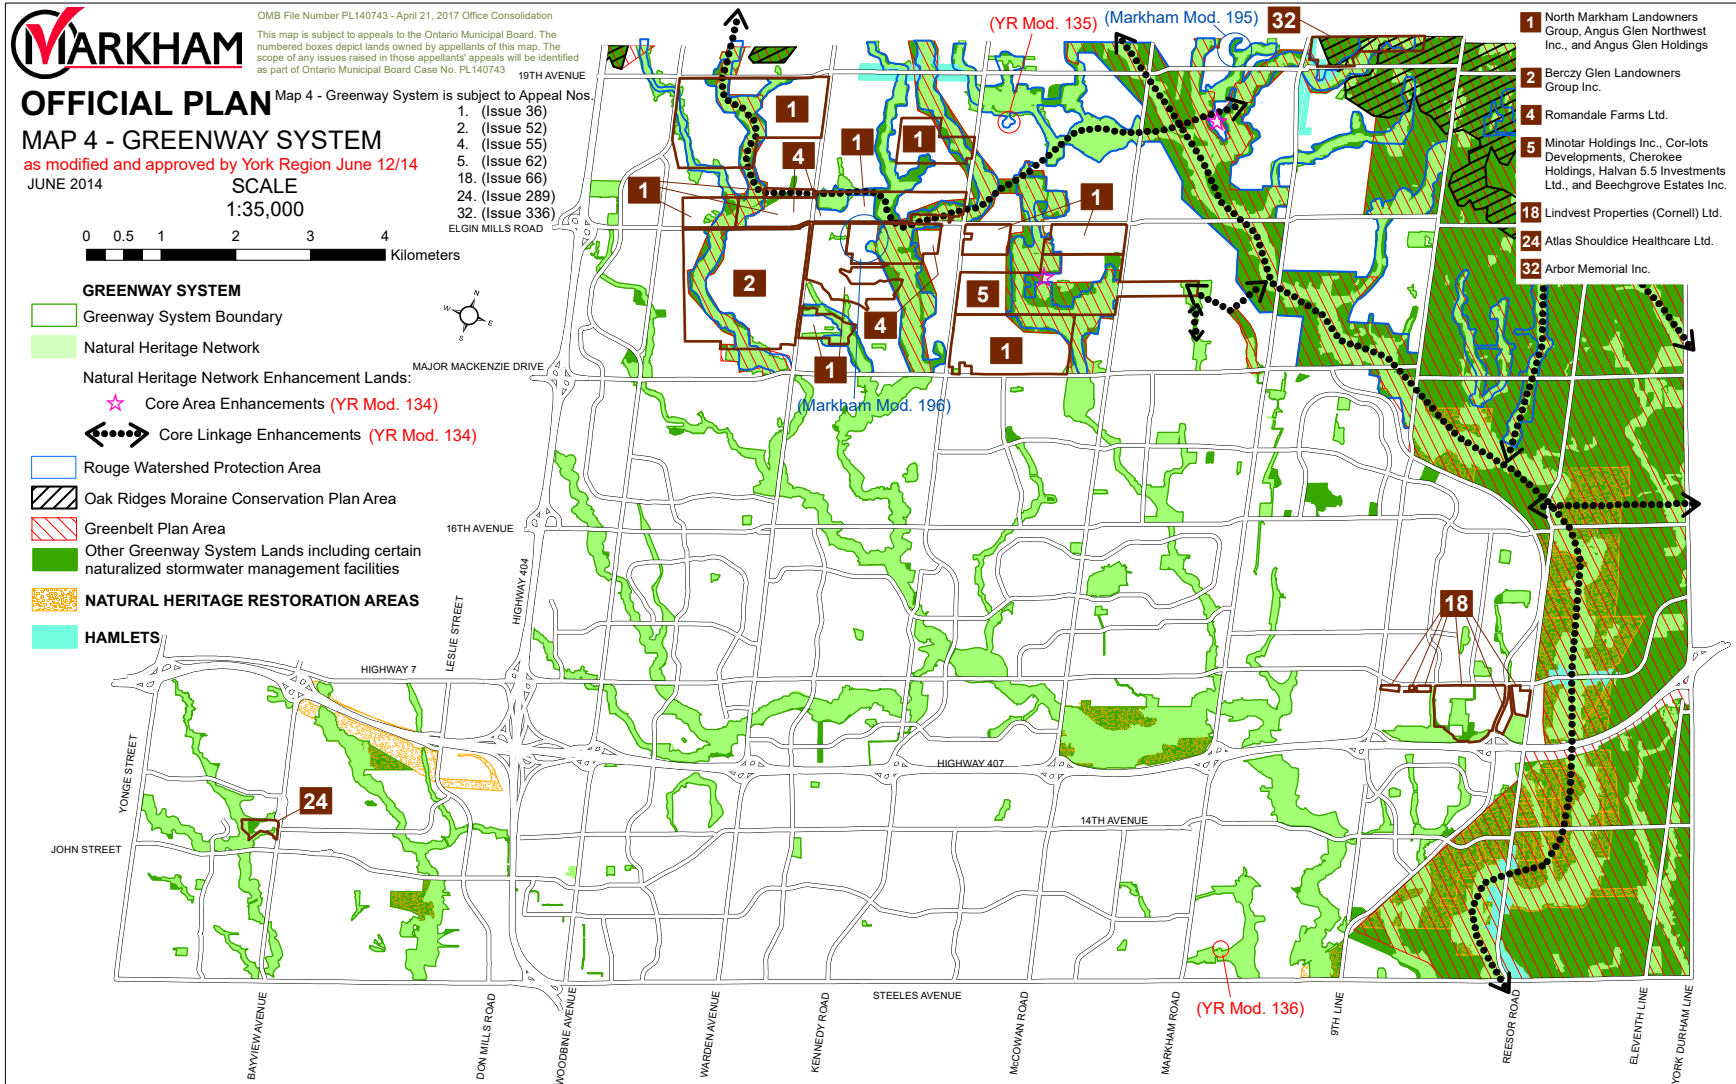 MARKHAM
OMB File Number PL140743 - April 21, 2017 Office Consolidation
This map is subject to appeals to the Ontario Municipal Board. The
numbered boxes depict lands owned by appellants of this map. The
scope of any issues raised in those appellants' appeals will be identified
as part of Ontario Municipal Board Case No. PL140743
OFFICIAL PLAN
MAP 4 - GREENWAY SYSTEM
as modified and approved by York Region June 12/14
JUNE 2014
SCALE
1:35,000
0 0.5 1 2 3 4
Kilometers
Map 4 - Greenway System is subject to Appeal Nos.
1. (Issue 36)
2. (Issue 52)
4. (Issue 55)
5. (Issue 62)
18. (Issue 66)
24. (Issue 289)
32. (Issue 336)
GREENWAY SYSTEM
Greenway System Boundary
Natural Heritage Network
Natural Heritage Network Enhancement Lands:
Core Area Enhancements (YR Mod. 134)
Core Linkage Enhancements (YR Mod. 134)
Rouge Watershed Protection Area
Oak Ridges Moraine Conservation Plan Area
Greenbelt Plan Area
Other Greenway System Lands including certain
naturalized stormwater management facilities
NATURAL HERITAGE RESTORATION AREAS
HAMLETS
N
E
S
W
1 North Markham Landowners
Group, Angus Glen Northwest
Inc., and Angus Glen Holdings
2 Berczy Glen Landowners
Group Inc.
4 Romandale Farms Ltd.
5 Minotar Holdings Inc., Cor-lots
Developments, Cherokee
Holdings, Halvan 5.5 Investments
Ltd., and Beechgrove Estates Inc.
18 Lindvest Properties (Cornell) Ltd.
24 Atlas Shouldice Healthcare Ltd.
32 Arbor Memorial Inc.
(YR Mod. 135)
(Markham Mod. 195)
32
19TH AVENUE
1
1
1
4
1
1
ELGIN MILLS ROAD
2
5
4
1
1
MAJOR MACKENZIE DRIVE
(Markham Mod. 196)
16TH AVENUE
HIGHWAY 404
LESLIE STREET
18
HIGHWAY 7
YONGE STREET
HIGHWAY 407
24
14TH AVENUE
JOHN STREET
STEELES AVENUE
(YR Mod. 136)
BAYVIEW AVENUE
DON MILLS ROAD
WOODBINE AVENUE
WARDEN AVENUE
KENNEDY ROAD
McCOWAN ROAD
MARKHAM ROAD
9TH LINE
REESOR ROAD
ELEVENTH LINE
YORK DURHAM LINE